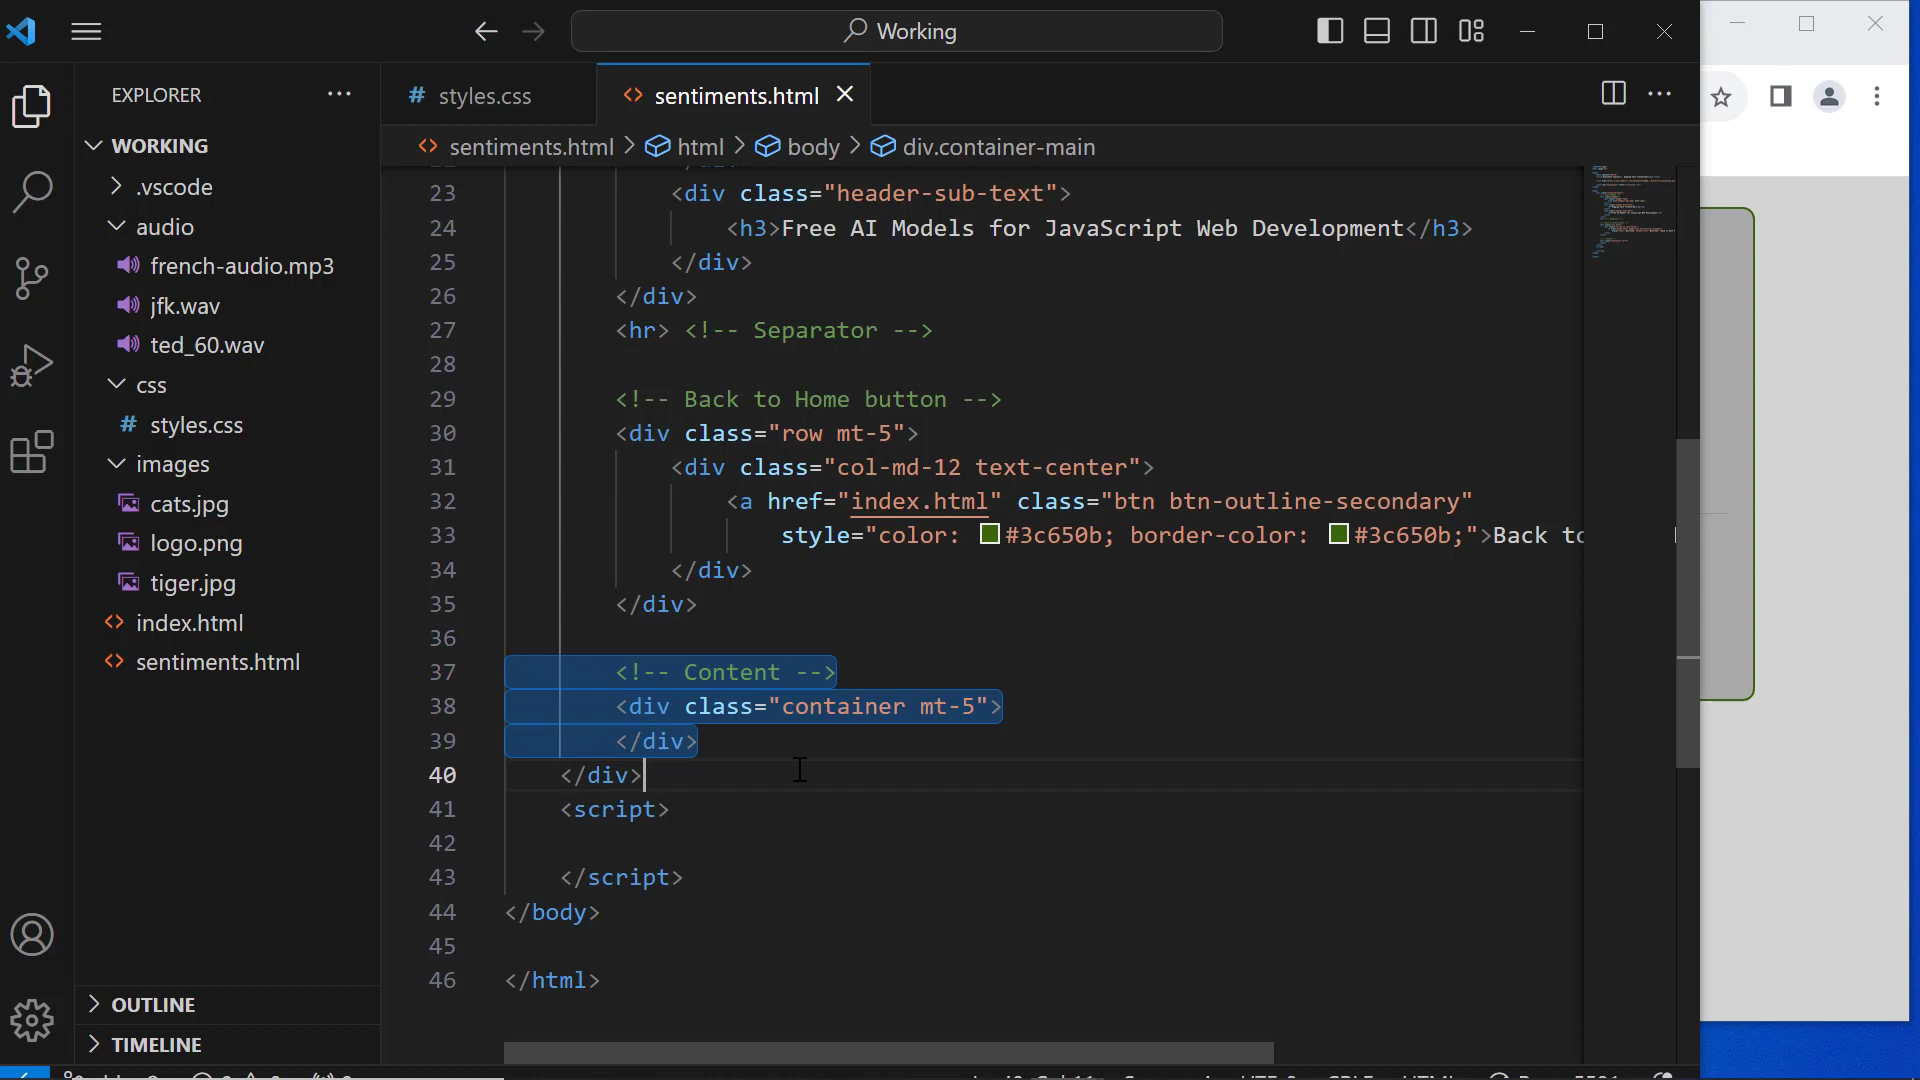 Working
EXPLORER
styles.css
sentiments.html
WORKING
sentiments.html > html > body > div.container-main
.vscode
audio
french-audio.mp3
jfk.wav
ted_60.wav
css
styles.css
images
cats.jpg
logo.png
tiger.jpg
index.html
sentiments.html
OUTLINE
TIMELINE
23 <div class="header-sub-text">
24 <h3>Free AI Models for JavaScript Web Development</h3>
25 </div>
26 </div>
27 <hr> <!-- Separator -->
28
29 <!-- Back to Home button -->
30 <div class="row mt-5">
31 <div class="col-md-12 text-center">
32 <a href="index.html" class="btn btn-outline-secondary"
33 style="color: #3c650b; border-color: #3c650b;">Back to
34 </div>
35 </div>
36
37 <!-- Content -->
38 <div class="container mt-5">
39 </div>
40 </div>
41 <script>
42
43 </script>
44 </body>
45
46 </html>